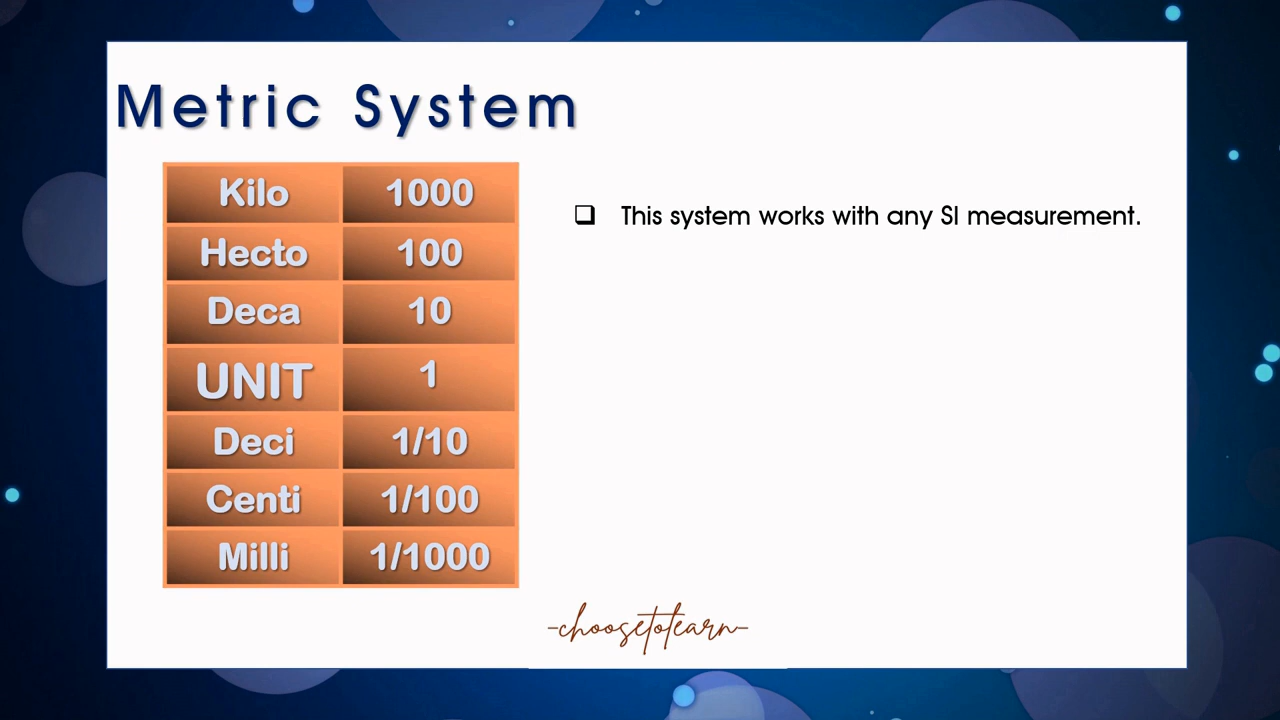 Metric System
Kilo 1000
Hecto 100
Deca 10
UNIT 1
Deci 1/10
Centi 1/100
Milli 1/1000
❑ This system works with any SI measurement.
-choosetolearn-